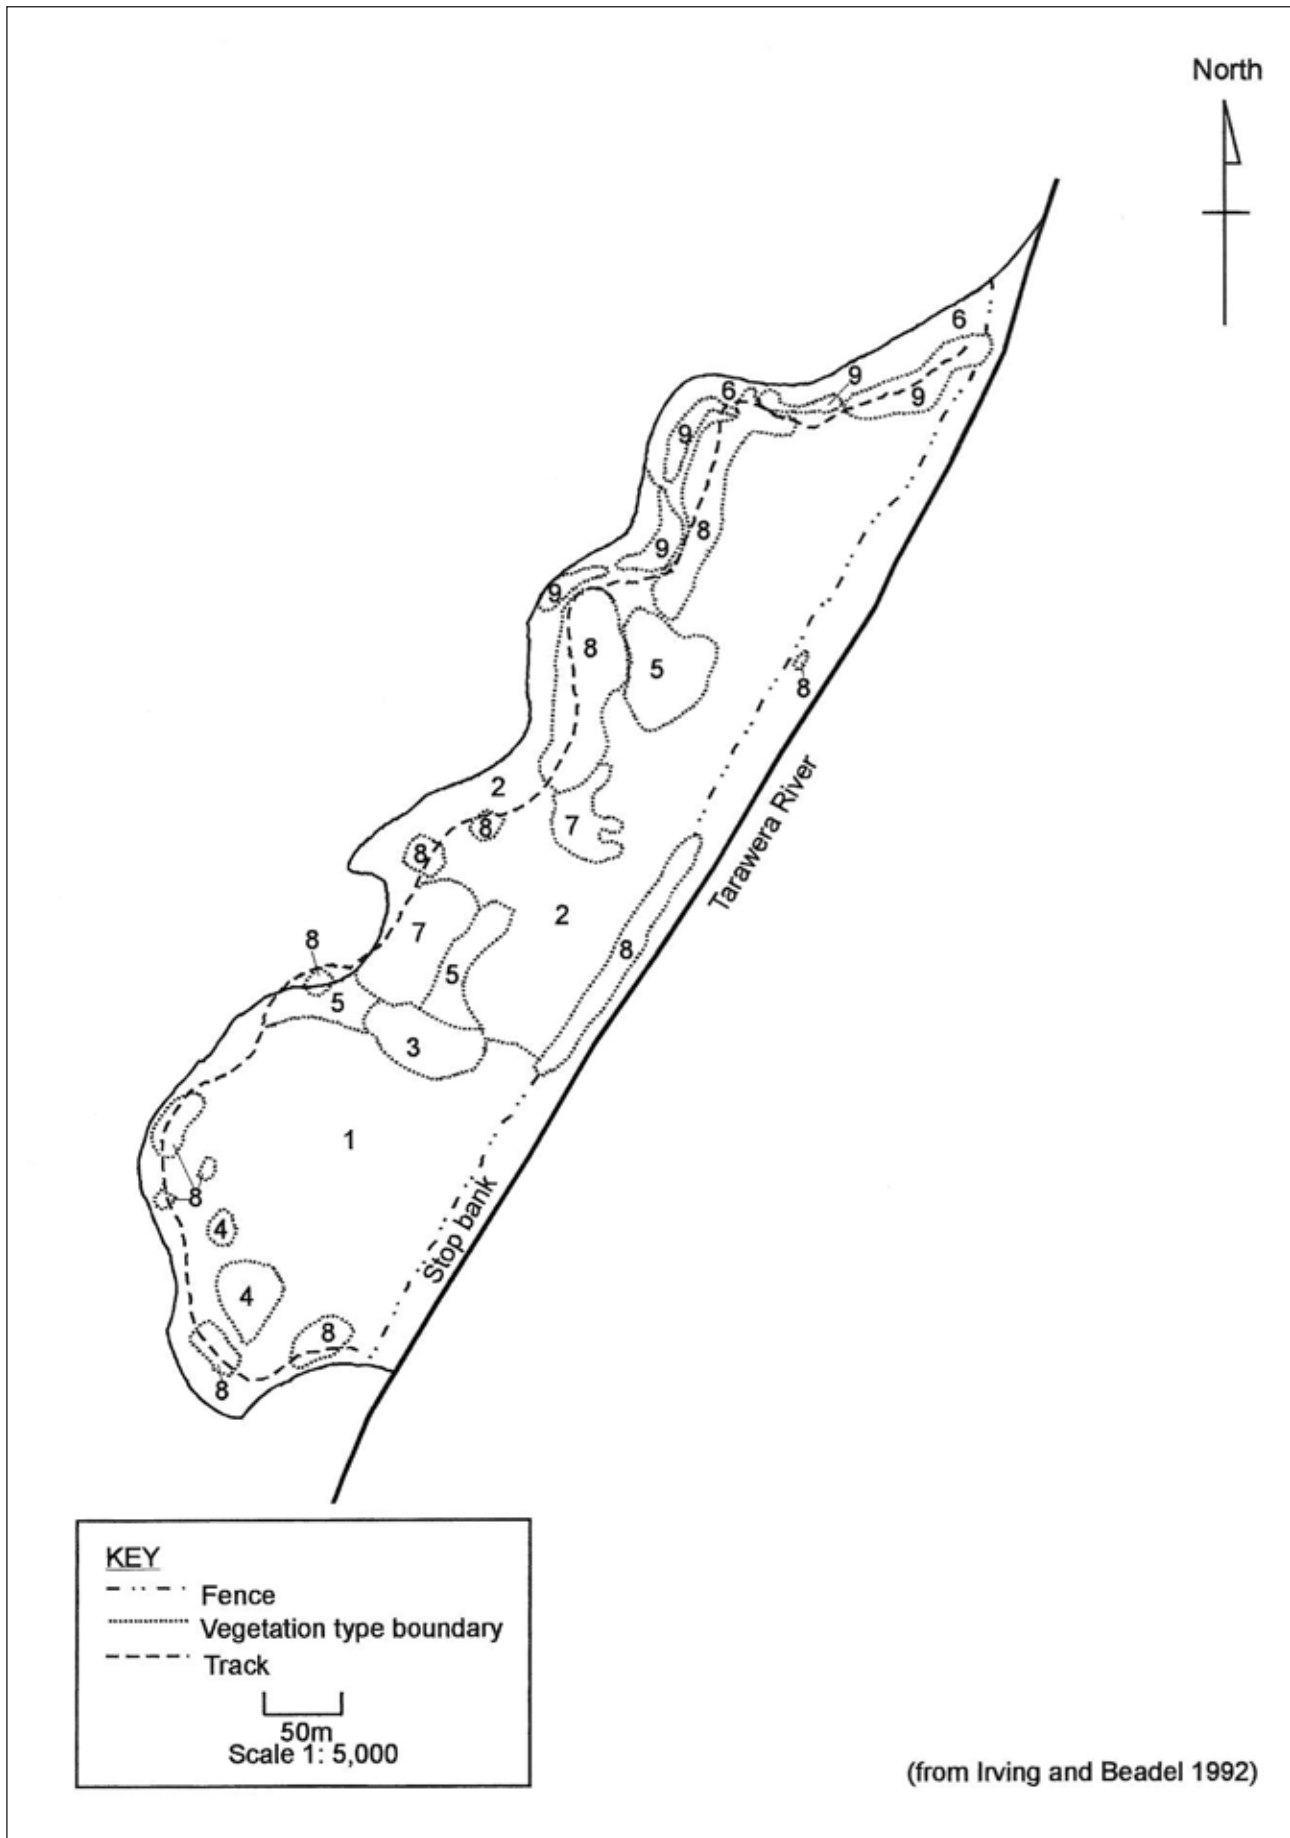 North
6
9
6
9
9
8
9
9
8
5
8
2
8
7
8
Tarawera River
7
2
8
5
8
5
3
1
8
4
Stop bank
4
8
8
KEY
Fence
Vegetation type boundary
Track
50m
Scale 1: 5,000
(from Irving and Beadel 1992)